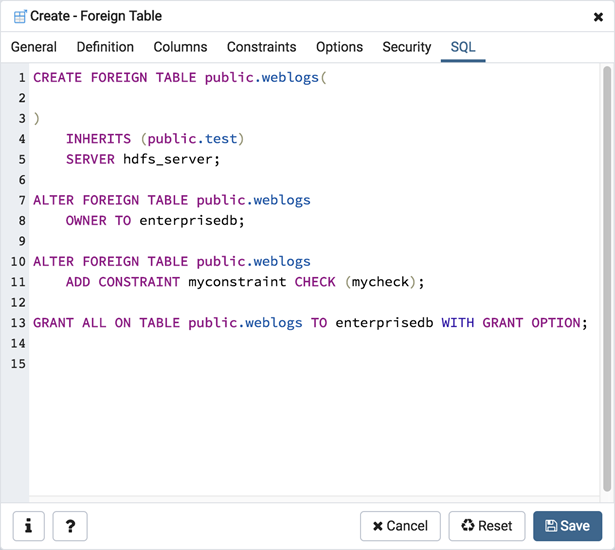 Create - Foreign Table
General Definition Columns Constraints Options Security SQL
1 CREATE FOREIGN TABLE public.weblogs(
2
3 )
4     INHERITS (public.test)
5     SERVER hdfs_server;
6
7 ALTER FOREIGN TABLE public.weblogs
8     OWNER TO enterprisedb;
9
10 ALTER FOREIGN TABLE public.weblogs
11     ADD CONSTRAINT myconstraint CHECK (mycheck);
12
13 GRANT ALL ON TABLE public.weblogs TO enterprisedb WITH GRANT OPTION;
14
15
i ? Cancel Reset Save